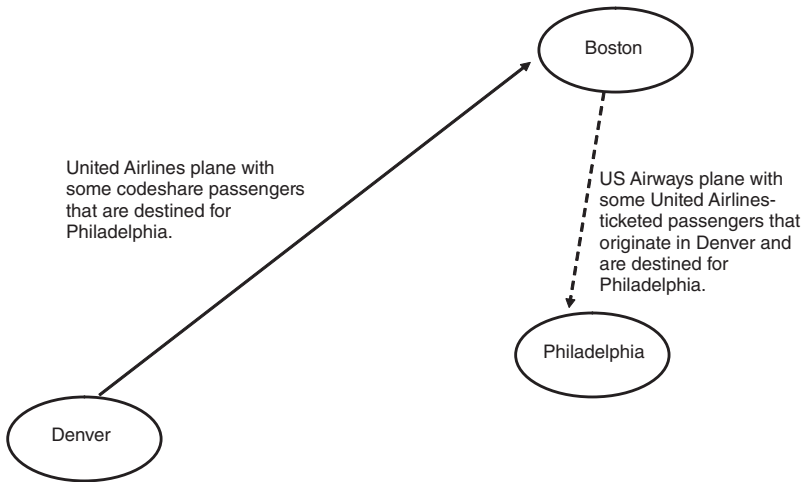 Boston
United Airlines plane with
some codeshare passengers
that are destined for
Philadelphia.
US Airways plane with
some United Airlines-
ticketed passengers that
originate in Denver and
are destined for
Philadelphia.
Philadelphia
Denver